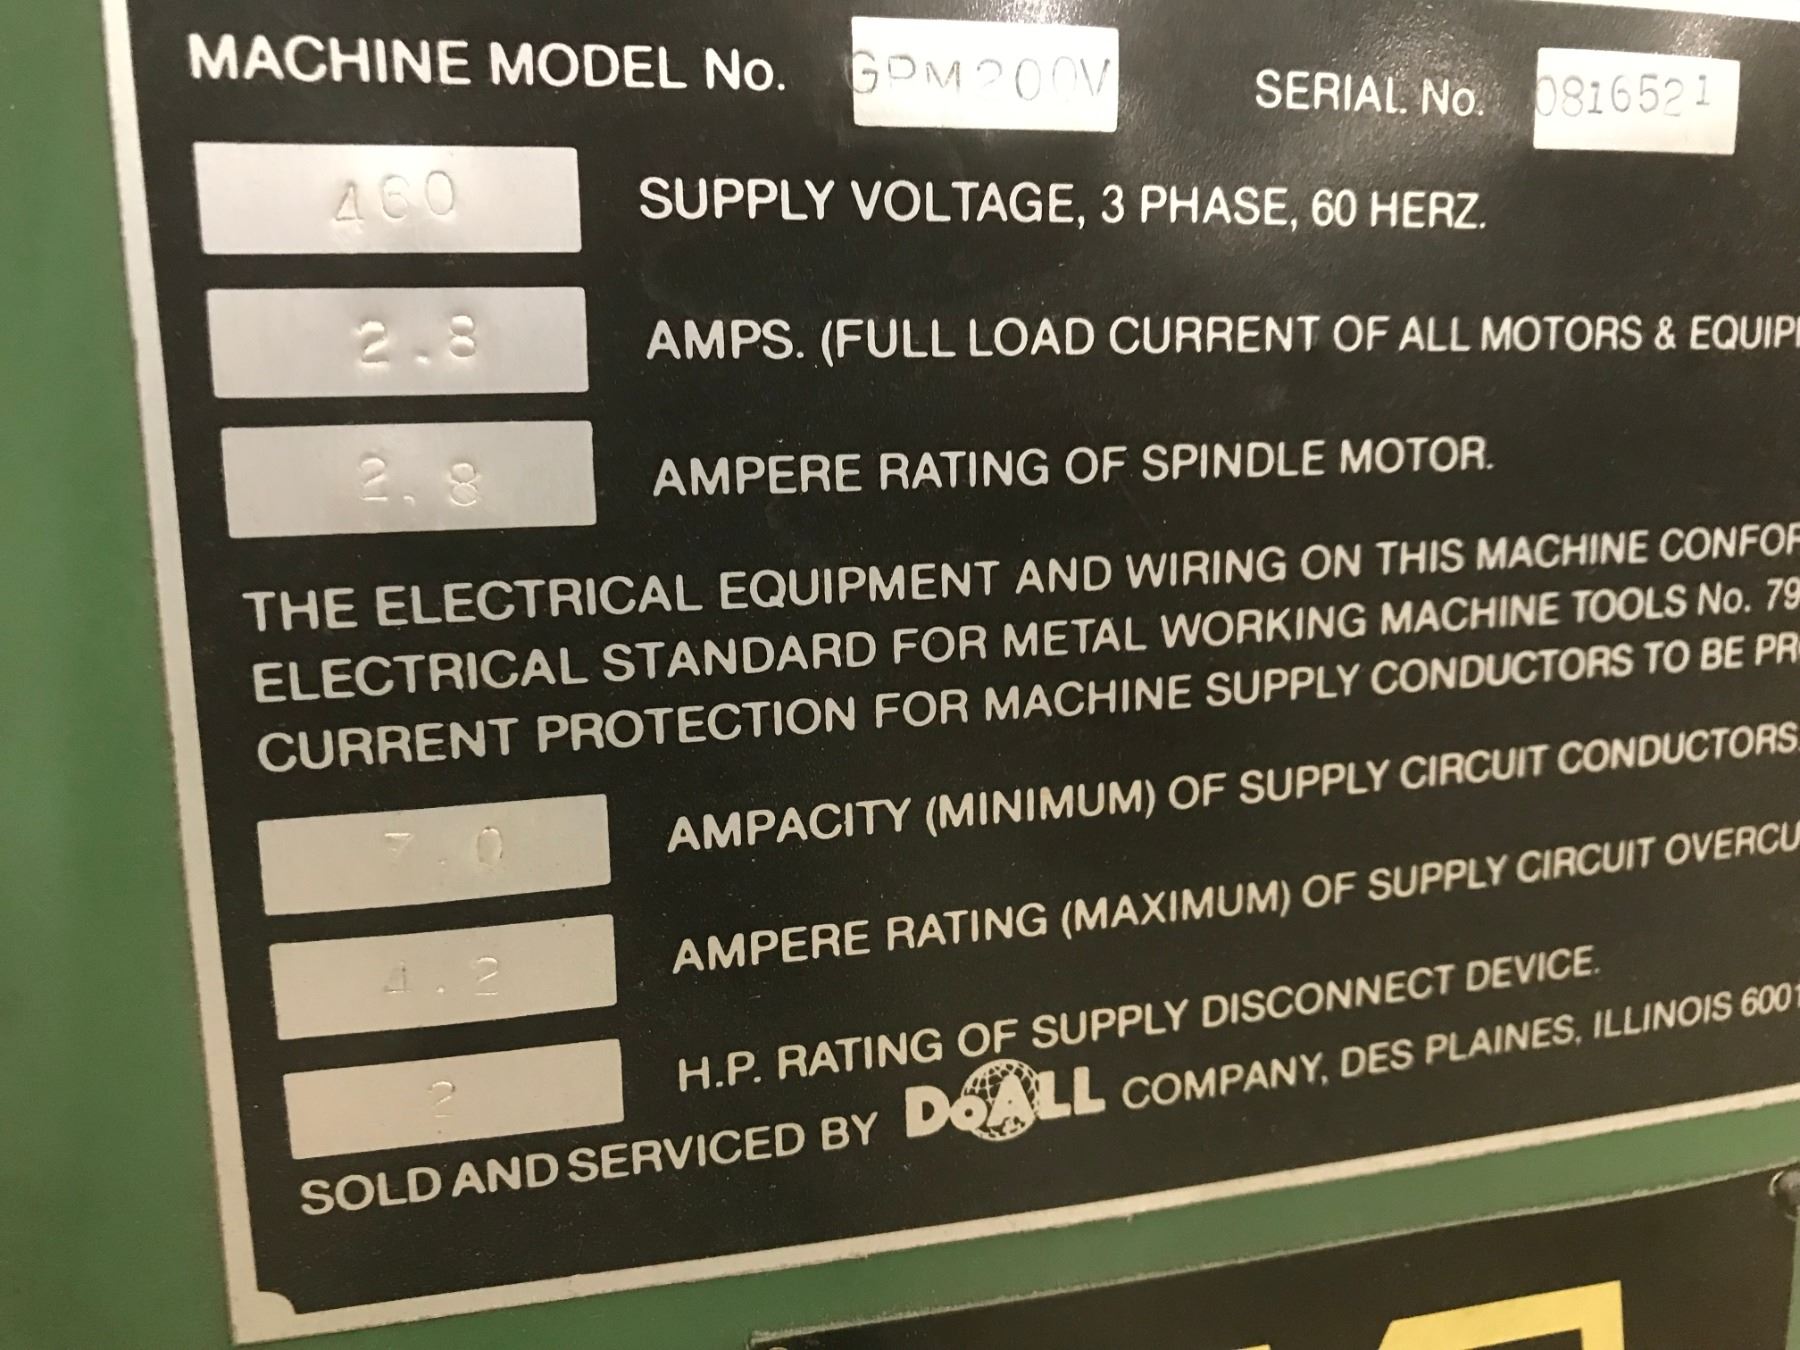 MACHINE MODEL No. GPM200V SERIAL No. 0816521
460 SUPPLY VOLTAGE, 3 PHASE, 60 HERZ.
2.8 AMPS. (FULL LOAD CURRENT OF ALL MOTORS & EQUIP
2.8 AMPERE RATING OF SPINDLE MOTOR.
THE ELECTRICAL EQUIPMENT AND WIRING ON THIS MACHINE CONFOR
ELECTRICAL STANDARD FOR METAL WORKING MACHINE TOOLS No. 79
CURRENT PROTECTION FOR MACHINE SUPPLY CONDUCTORS TO BE PR
7.0 AMPACITY (MINIMUM) OF SUPPLY CIRCUIT CONDUCTORS.
4.2 AMPERE RATING (MAXIMUM) OF SUPPLY CIRCUIT OVERCU
2 H.P. RATING OF SUPPLY DISCONNECT DEVICE.
SOLD AND SERVICED BY DoALL COMPANY, DES PLAINES, ILLINOIS 6001